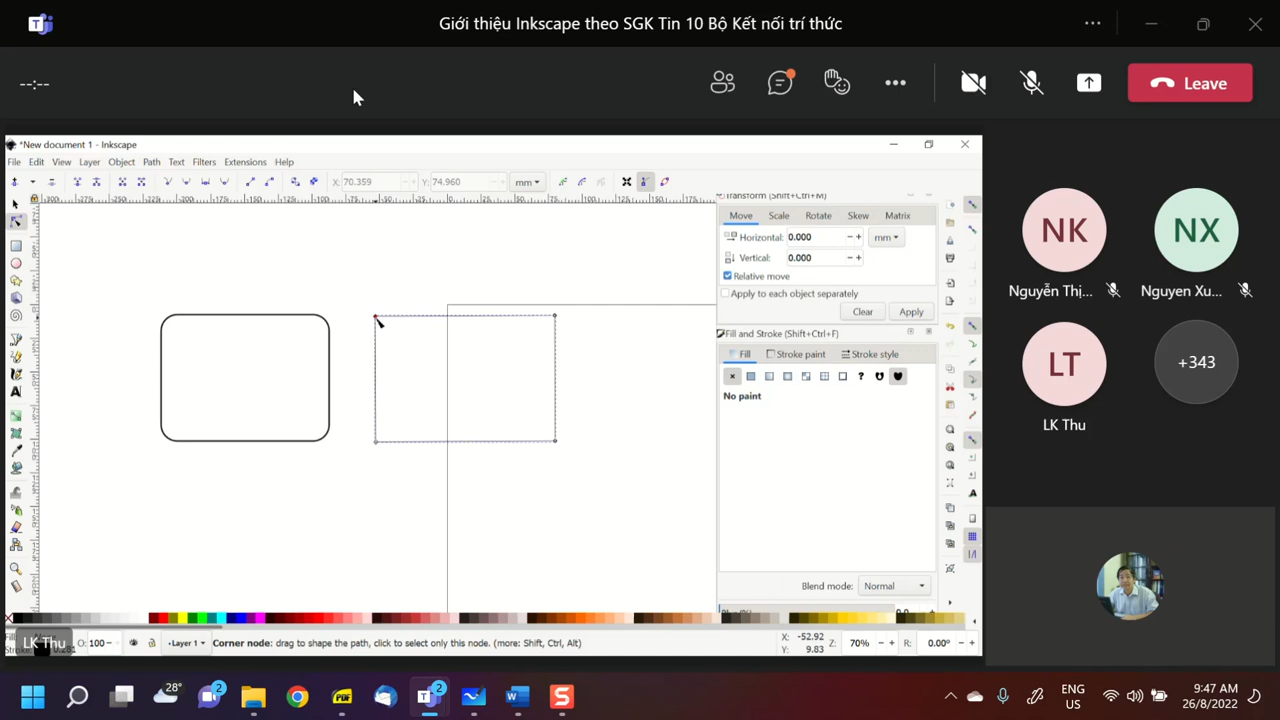 Giới thiệu Inkscape theo SGK Tin 10 Bộ Kết nối trí thức
--:--
Leave
*New document 1 - Inkscape
File Edit View Layer Object Path Text Filters Extensions Help
X: 70.359 Y: 74.960 mm
Transform (Shift+Ctrl+M)
Move Scale Rotate Skew Matrix
Horizontal: 0.000 mm
Vertical: 0.000
Relative move
Apply to each object separately
Clear Apply
Fill and Stroke (Shift+Ctrl+F)
Fill Stroke paint Stroke style
No paint
Blend mode: Normal
NK
Nguyễn Thị...
NX
Nguyen Xu...
LT
LK Thu
+343
LK Thu
O: 100 Layer 1 Corner node: drag to shape the path, click to select only this node. (more: Shift, Ctrl, Alt)
X: -52.92
Y: 9.83
Z: 70% R: 0.00°
28° 2 PDF 2 ENG
US
9:47 AM
26/8/2022